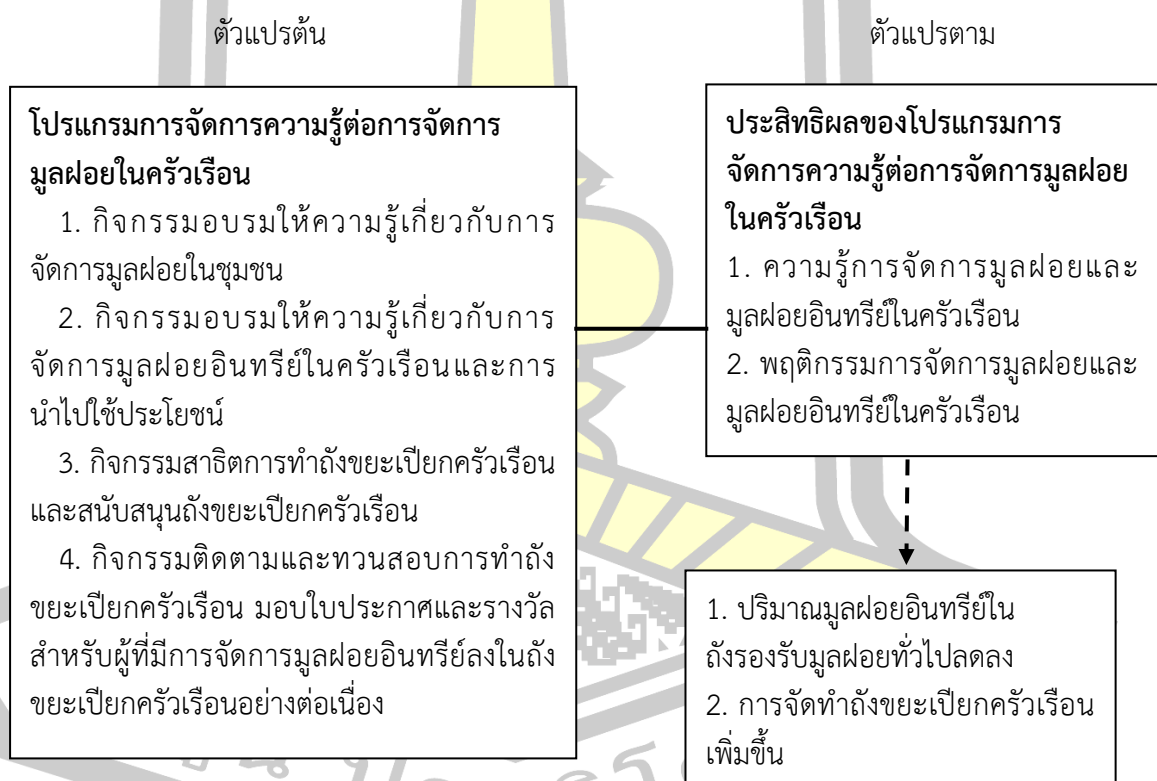 ตัวแปรต้น
ตัวแปรตาม
โปรแกรมการจัดการความรู้ต่อการจัดการ
มูลฝอยในครัวเรือน
1. กิจกรรมอบรมให้ความรู้เกี่ยวกับการ
จัดการมูลฝอยในชุมชน
2. กิจกรรมอบรมให้ความรู้เกี่ยวกับการ
จัดการมูลฝอยอินทรีย์ในครัวเรือนและการ
นำไปใช้ประโยชน์
3. กิจกรรมสาธิตการทำถังขยะเปียกครัวเรือน
และสนับสนุนถังขยะเปียกครัวเรือน
4. กิจกรรมติดตามและทวนสอบการทำถัง
ขยะเปียกครัวเรือน มอบใบประกาศและรางวัล
สำหรับผู้ที่มีการจัดการมูลฝอยอินทรีย์ลงในถัง
ขยะเปียกครัวเรือนอย่างต่อเนื่อง
ประสิทธิผลของโปรแกรมการ
จัดการความรู้ต่อการจัดการมูลฝอย
ในครัวเรือน
1. ความรู้การจัดการมูลฝอยและ
มูลฝอยอินทรีย์ในครัวเรือน
2. พฤติกรรมการจัดการมูลฝอยและ
มูลฝอยอินทรีย์ในครัวเรือน
1. ปริมาณมูลฝอยอินทรีย์ใน
ถังรองรับมูลฝอยทั่วไปลดลง
2. การจัดทำถังขยะเปียกครัวเรือน
เพิ่มขึ้น